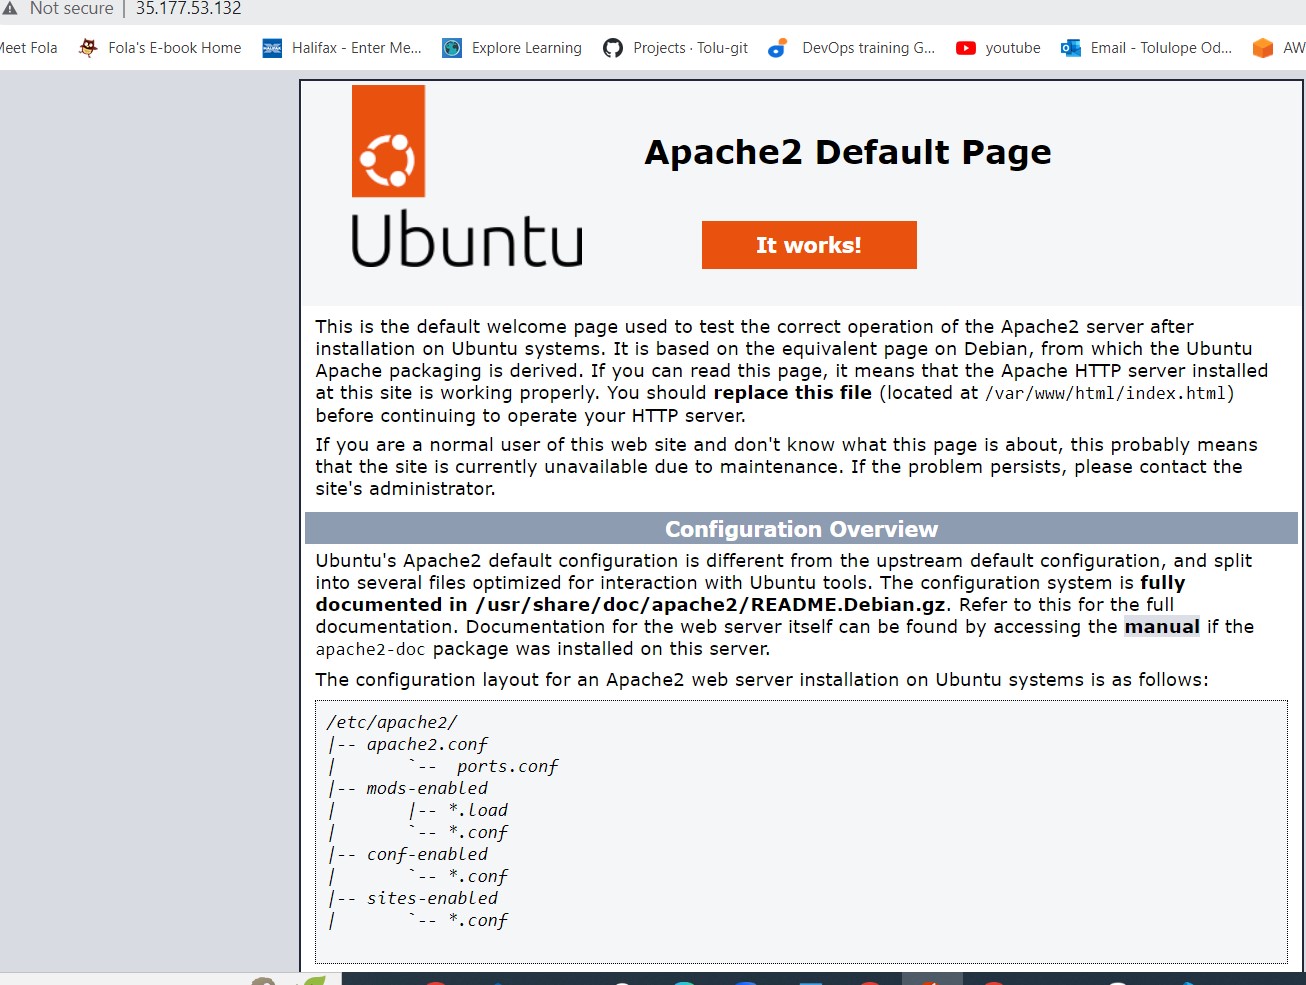 Not secure | 35.177.53.132
Meet Fola Fola's E-book Home Halifax - Enter Me... Explore Learning Projects · Tolu-git DevOps training G... youtube Email - Tolulope Od... AW
Ubuntu
Apache2 Default Page
It works!
This is the default welcome page used to test the correct operation of the Apache2 server after
installation on Ubuntu systems. It is based on the equivalent page on Debian, from which the Ubuntu
Apache packaging is derived. If you can read this page, it means that the Apache HTTP server installed
at this site is working properly. You should replace this file (located at /var/www/html/index.html)
before continuing to operate your HTTP server.
If you are a normal user of this web site and don't know what this page is about, this probably means
that the site is currently unavailable due to maintenance. If the problem persists, please contact the
site's administrator.
Configuration Overview
Ubuntu's Apache2 default configuration is different from the upstream default configuration, and split
into several files optimized for interaction with Ubuntu tools. The configuration system is fully
documented in /usr/share/doc/apache2/README.Debian.gz. Refer to this for the full
documentation. Documentation for the web server itself can be found by accessing the manual if the
apache2-doc package was installed on this server.
The configuration layout for an Apache2 web server installation on Ubuntu systems is as follows:
/etc/apache2/
|-- apache2.conf
|       `--  ports.conf
|-- mods-enabled
|       |-- *.load
|       `-- *.conf
|-- conf-enabled
|       `-- *.conf
|-- sites-enabled
|       `-- *.conf